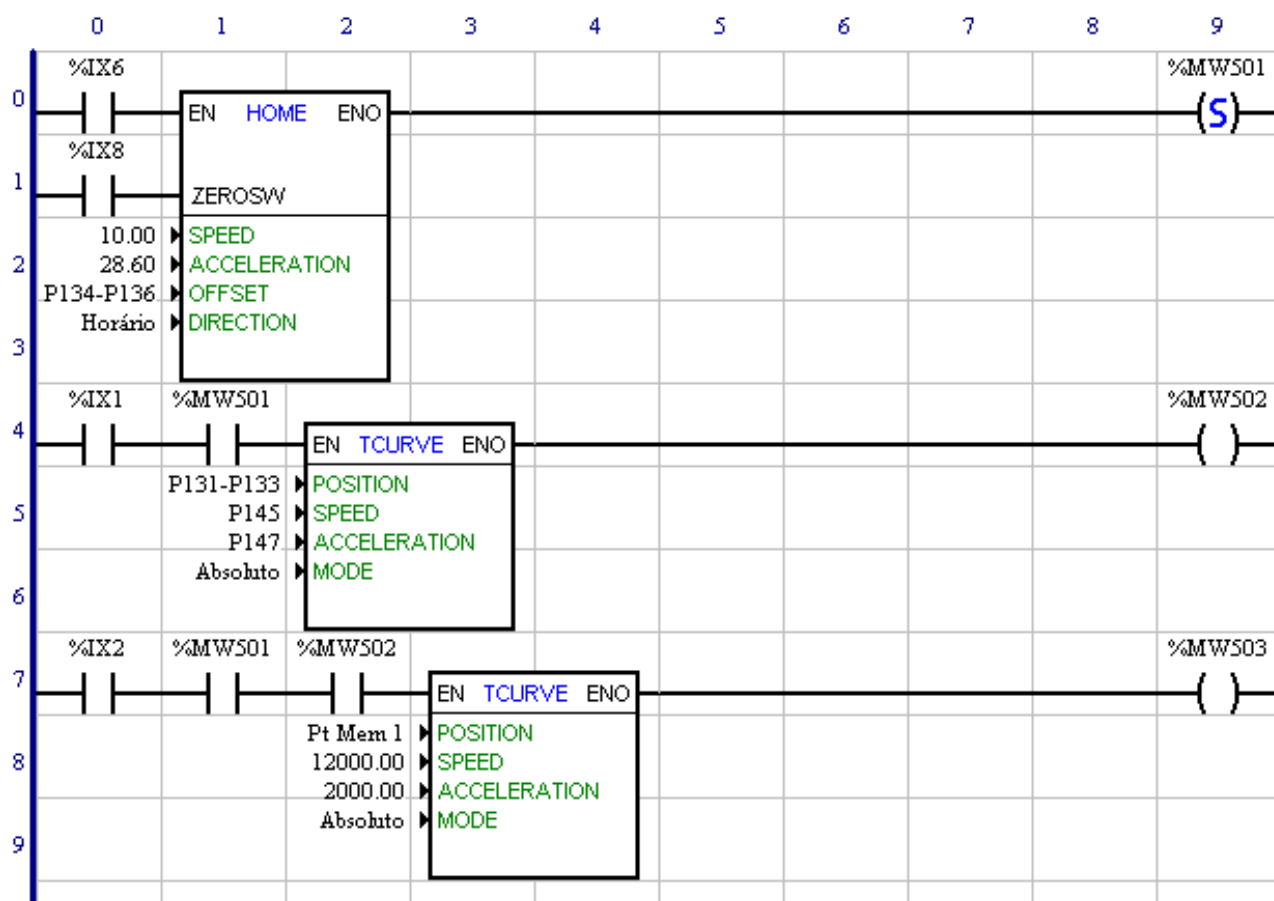 0 1 2 3 4 5 6 7 8 9
%IX6 %MW501
0 EN HOME ENO (S)
%IX8
1 ZEROSW
10.00 SPEED
2 28.60 ACCELERATION
P134-P136 OFFSET
Horário DIRECTION
3
%IX1 %MW501 %MW502
4 EN TCURVE ENO ( )
P131-P133 POSITION
5 P145 SPEED
P147 ACCELERATION
Absoluto MODE
6
%IX2 %MW501 %MW502 %MW503
7 EN TCURVE ENO ( )
Pt Mem 1 POSITION
8 12000.00 SPEED
2000.00 ACCELERATION
Absoluto MODE
9